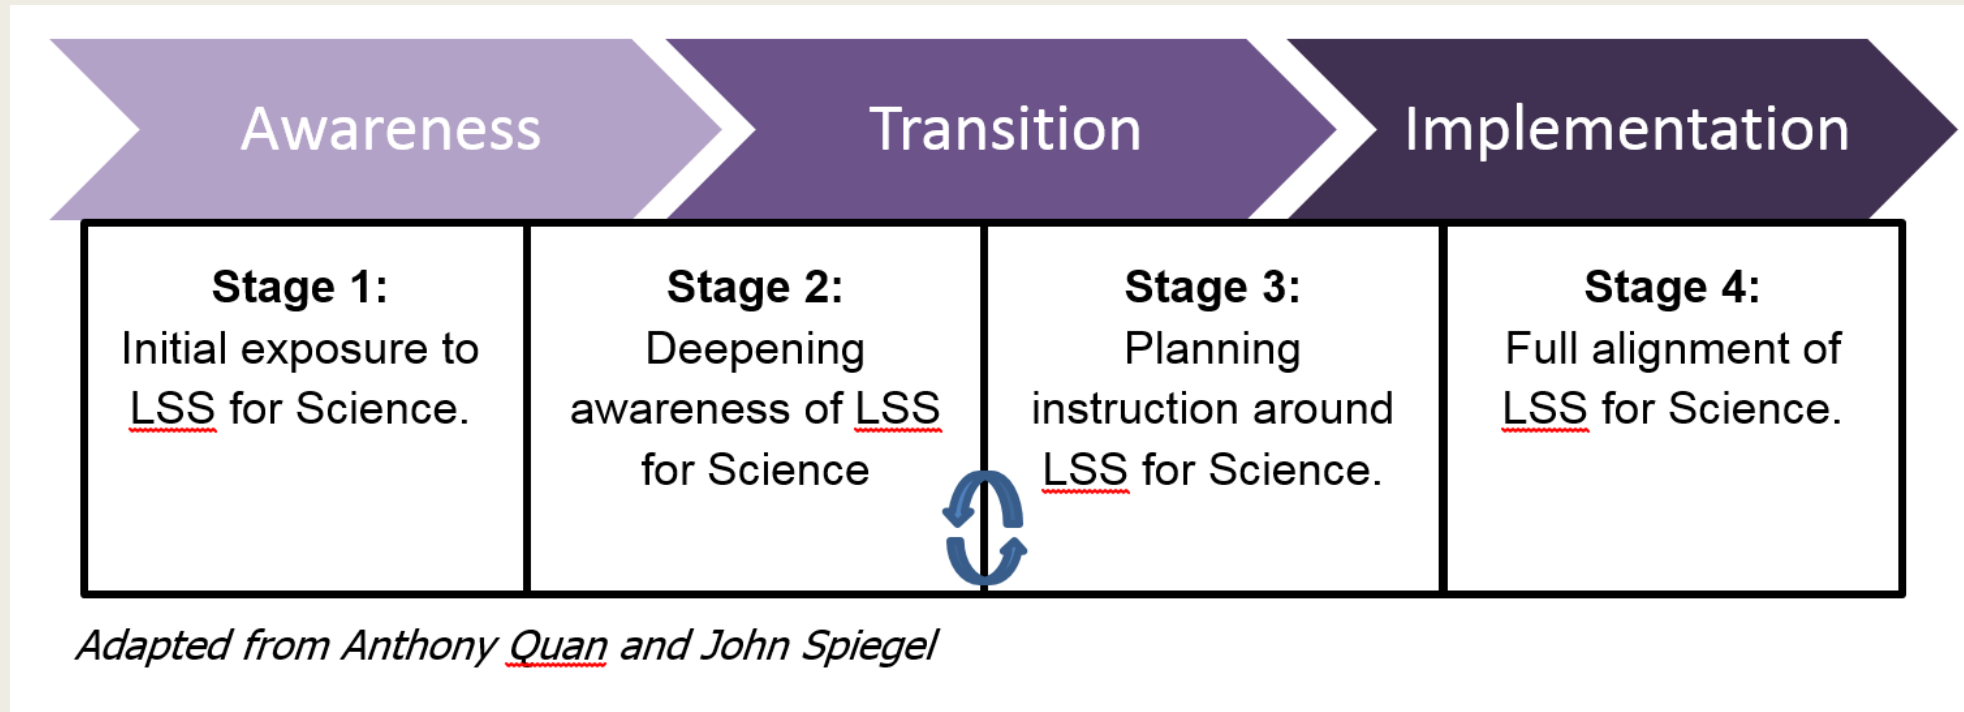 Awareness
Transition
Implementation
Stage 1:
Initial exposure to
LSS for Science.
Stage 2:
Deepening
awareness of LSS
for Science
Stage 3:
Planning
instruction around
LSS for Science.
Stage 4:
Full alignment of
LSS for Science.
Adapted from Anthony Quan and John Spiegel